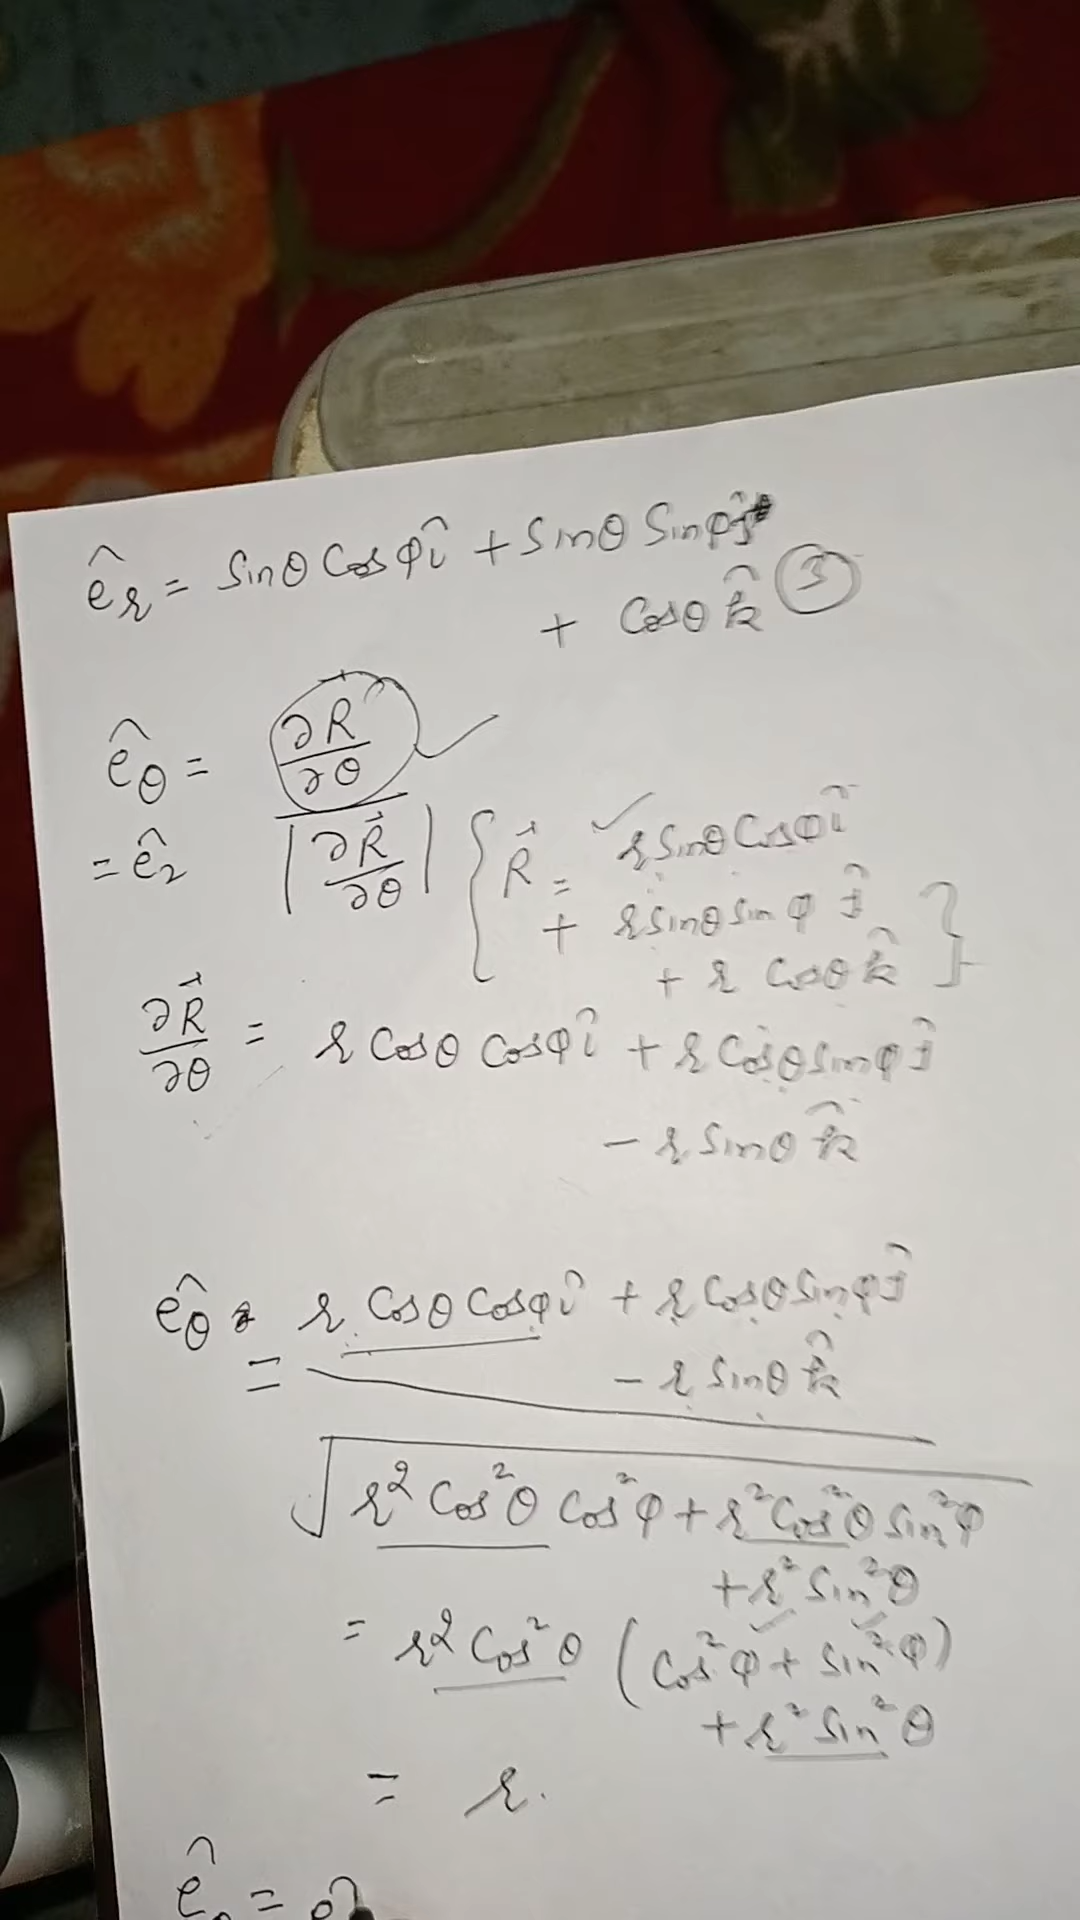 ê_r = Sinθ Cosφ î + Sinθ Sinφ ĵ
+ Cosθ k̂ (3)
ê_θ = ∂R⃗/∂θ
= ê₂ |∂R⃗/∂θ| { R⃗ = r Sinθ Cosφ î
+ r Sinθ Sinφ ĵ
+ r Cosθ k̂ }
∂R⃗/∂θ = r Cosθ Cosφ î + r Cosθ Sinφ ĵ
- r Sinθ k̂
ê_θ = r Cosθ Cosφ î + r Cosθ Sinφ ĵ
= - r Sinθ k̂
√ r² Cos²θ Cos²φ + r² Cos²θ Sin²φ
+ r² Sin²θ
= r² Cos²θ ( Cos²φ + Sin²φ )
+ r² Sin²θ
= r.
ê =